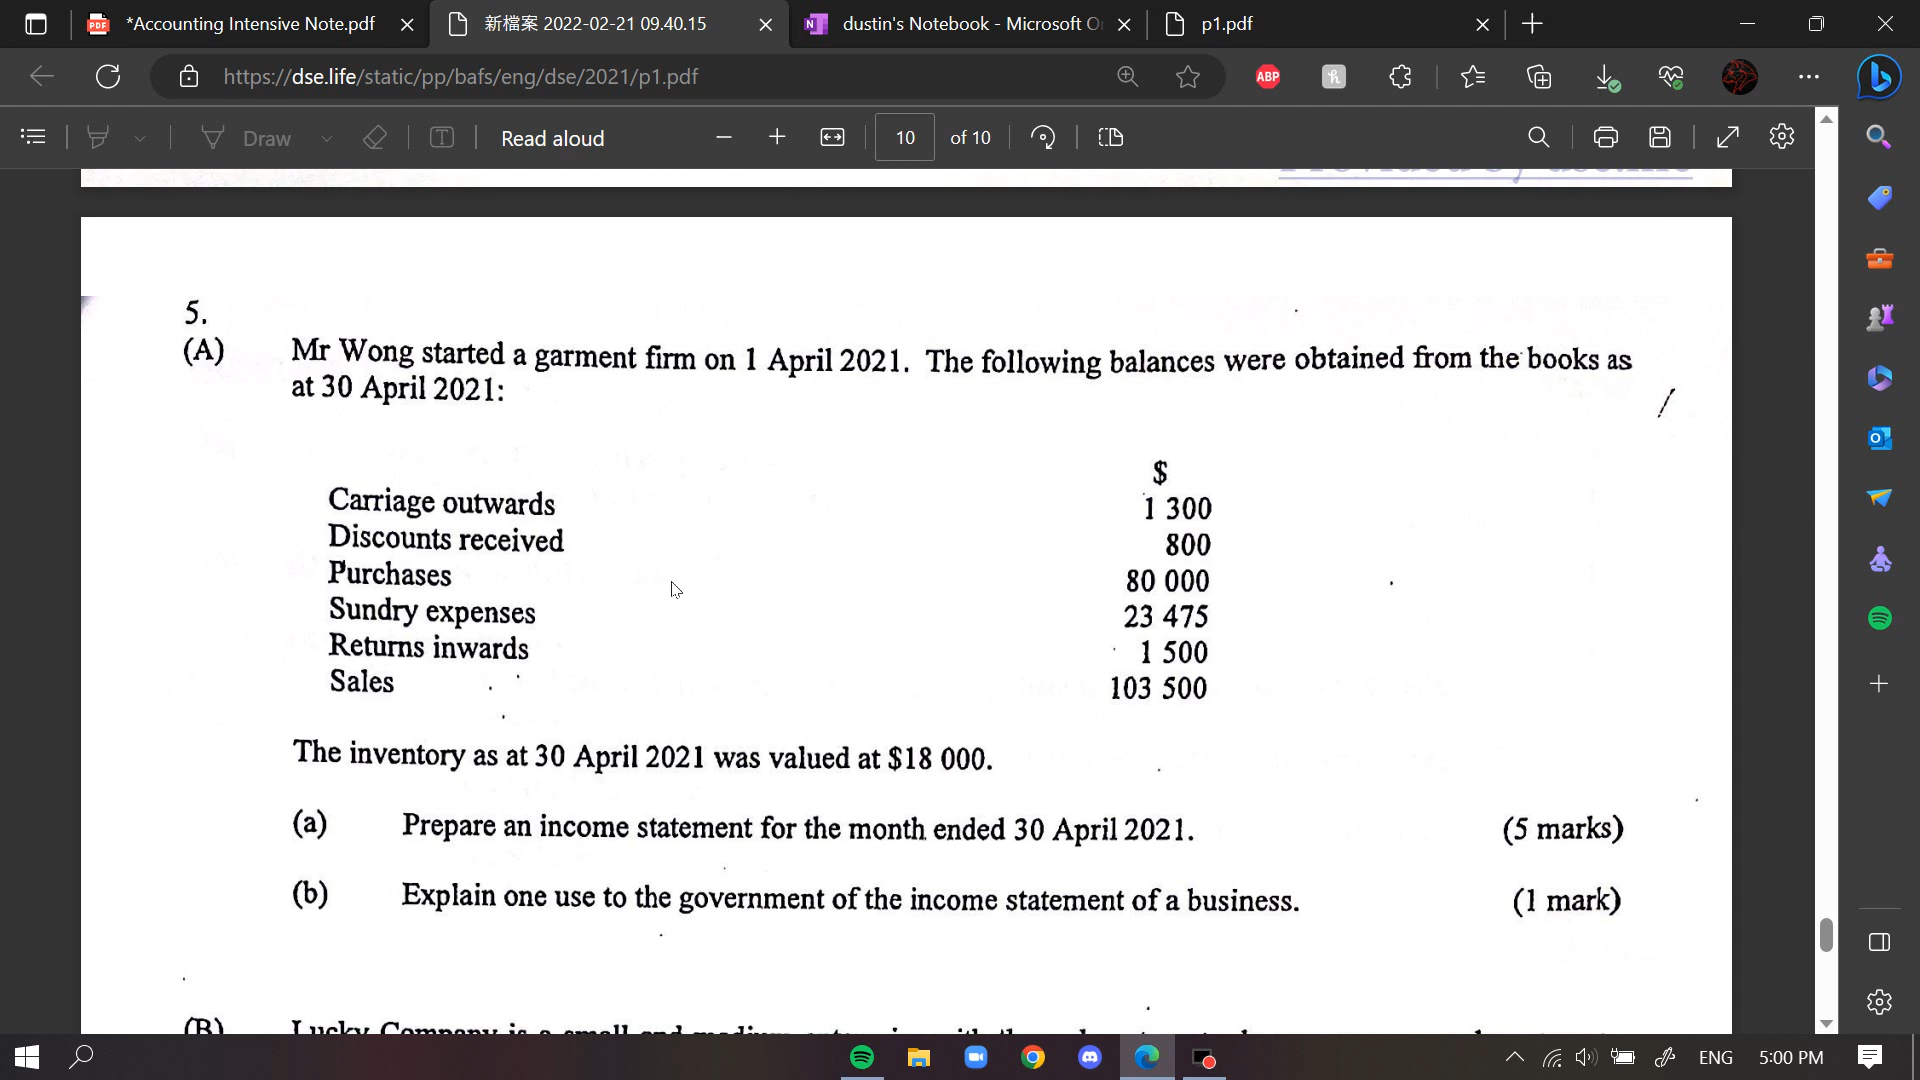 *Accounting Intensive Note.pdf
新檔案 2022-02-21 09.40.15
dustin's Notebook - Microsoft O
p1.pdf
https://dse.life/static/pp/bafs/eng/dse/2021/p1.pdf
ABP
Draw
Read aloud
10
of 10
5.
(A) Mr Wong started a garment firm on 1 April 2021. The following balances were obtained from the books as
at 30 April 2021:
$
Carriage outwards 1 300
Discounts received 800
Purchases 80 000
Sundry expenses 23 475
Returns inwards 1 500
Sales 103 500
The inventory as at 30 April 2021 was valued at $18 000.
(a) Prepare an income statement for the month ended 30 April 2021. (5 marks)
(b) Explain one use to the government of the income statement of a business. (1 mark)
(B) Lucky Company is a small and medium
ENG
5:00 PM